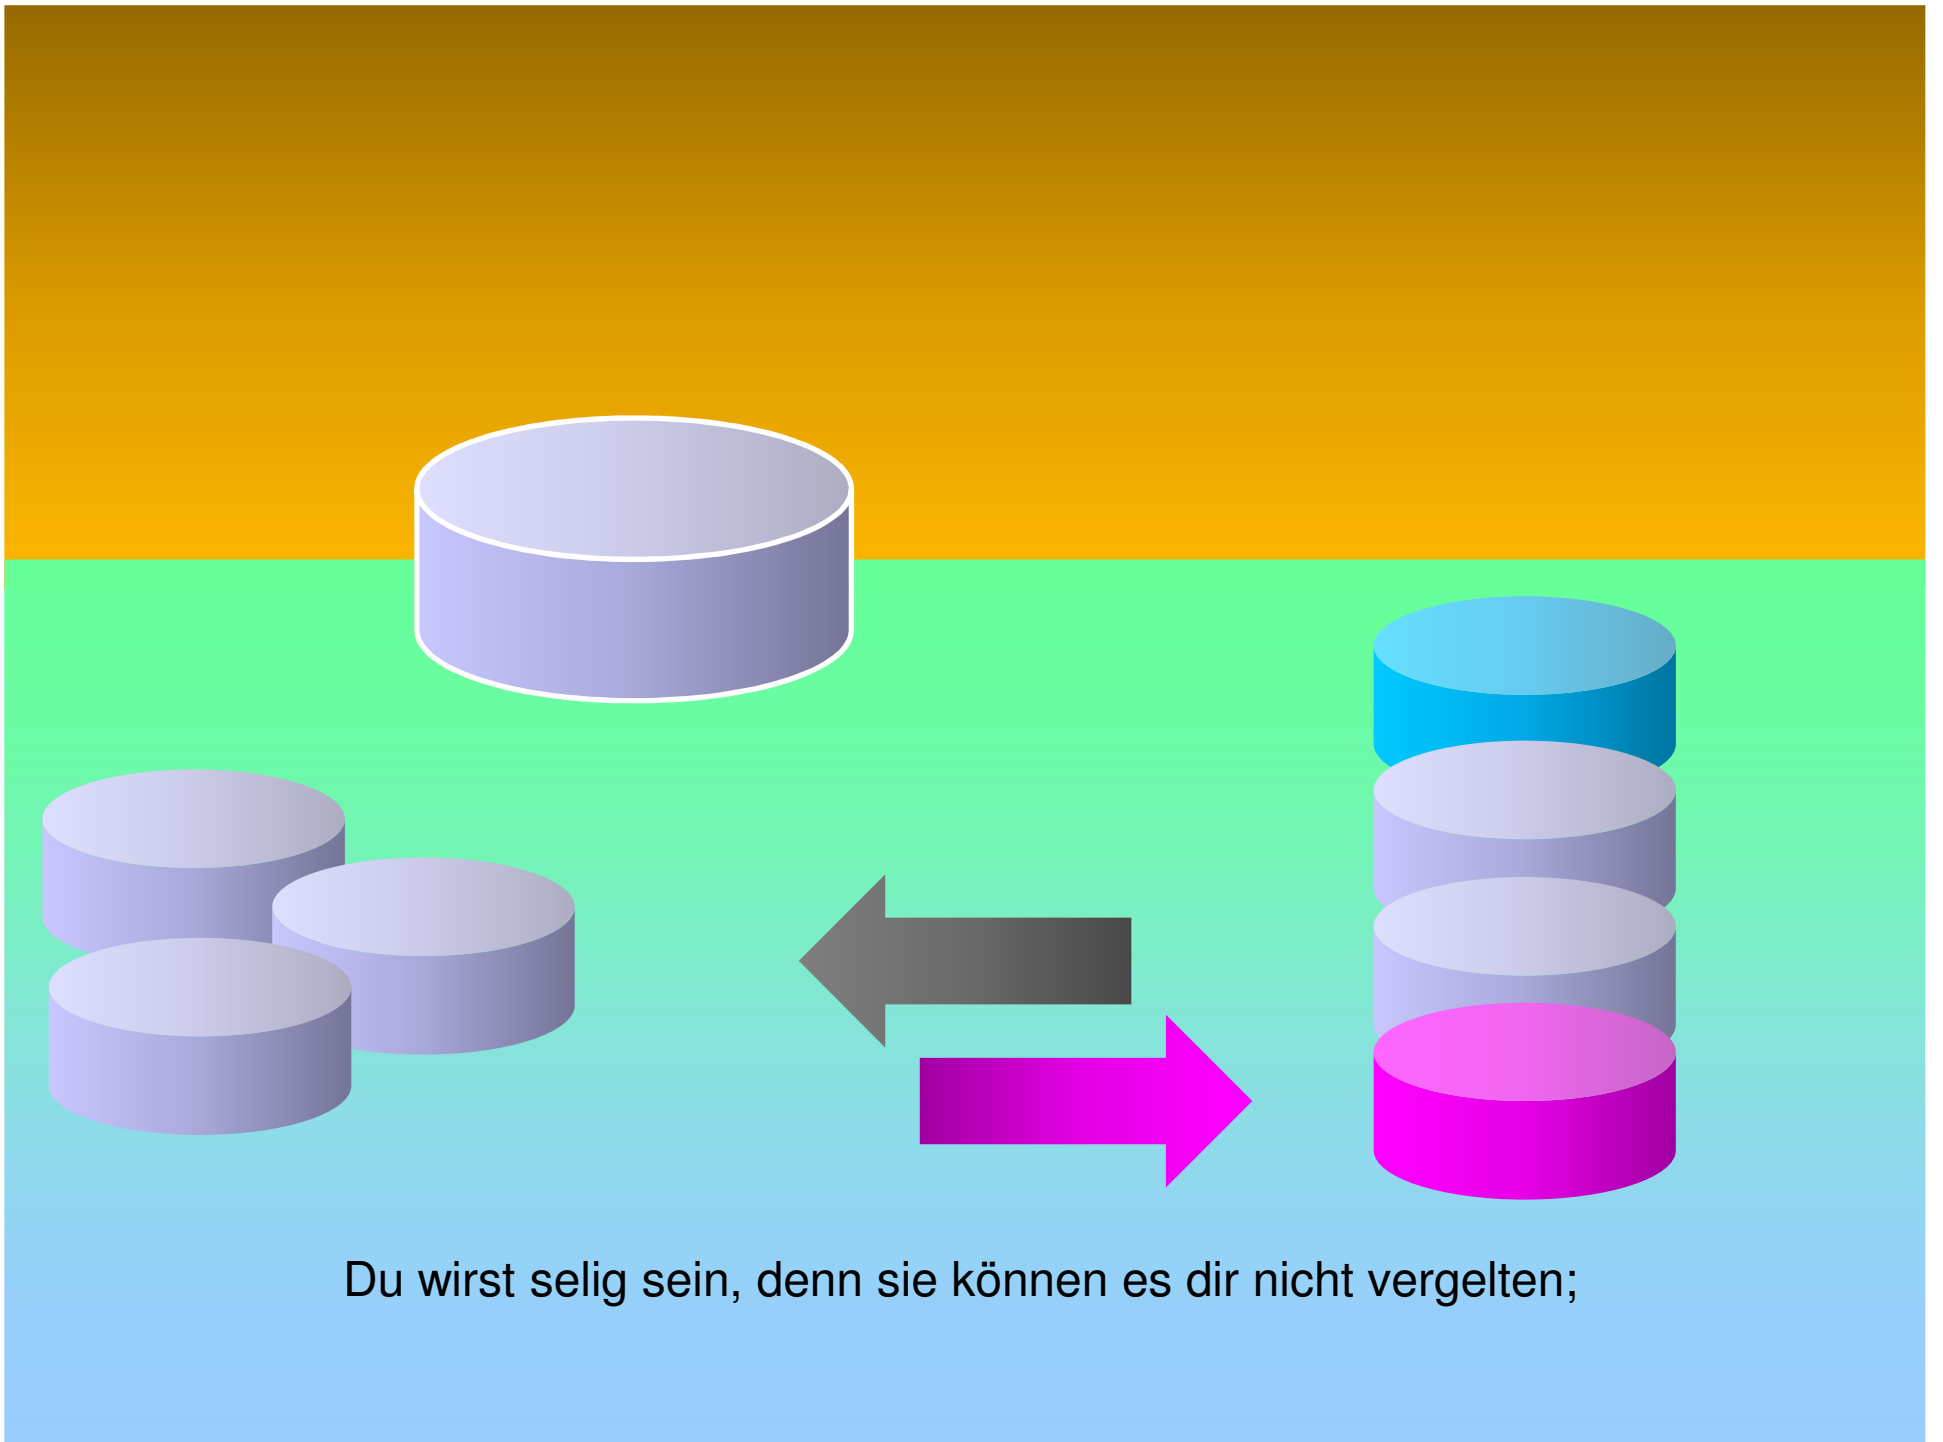 Du wirst selig sein, denn sie können es dir nicht vergelten;